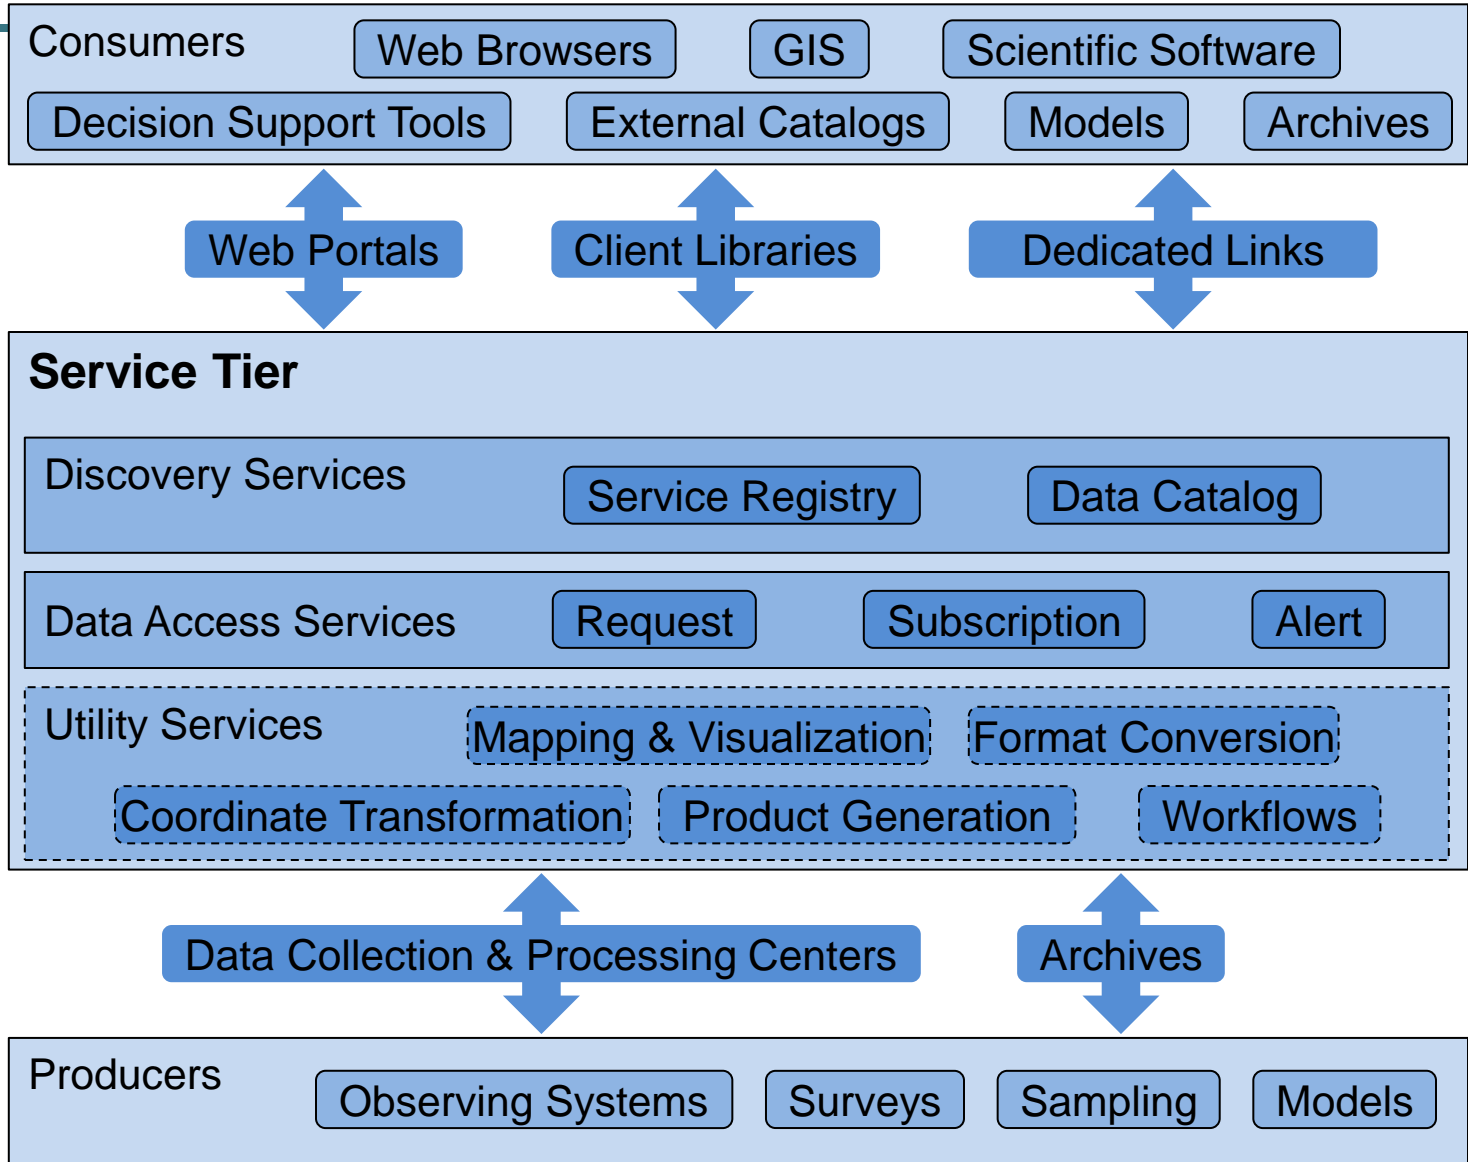 Consumers
Web Browsers
GIS
Scientific Software
Decision Support Tools
External Catalogs
Models
Archives
Web Portals
Client Libraries
Dedicated Links
Service Tier
Discovery Services
Service Registry
Data Catalog
Data Access Services
Request
Subscription
Alert
Utility Services
Mapping & Visualization
Format Conversion
Coordinate Transformation
Product Generation
Workflows
Data Collection & Processing Centers
Archives
Producers
Observing Systems
Surveys
Sampling
Models